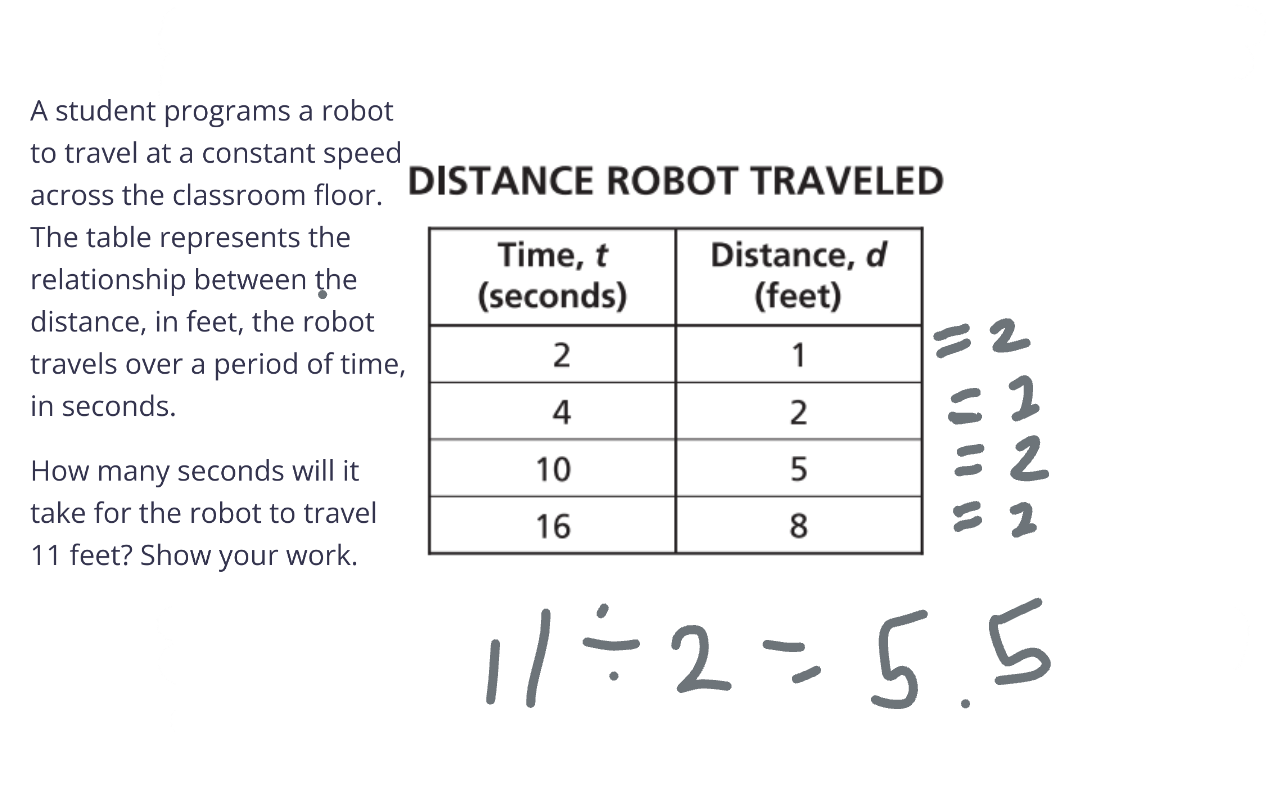 A student programs a robot
to travel at a constant speed
across the classroom floor.
The table represents the
relationship between the
distance, in feet, the robot
travels over a period of time,
in seconds.
How many seconds will it
take for the robot to travel
11 feet? Show your work.
DISTANCE ROBOT TRAVELED
Time, t (seconds) Distance, d (feet)
2 1 = 2
4 2 = 2
10 5 = 2
16 8 = 2
11 ÷ 2 = 5.5